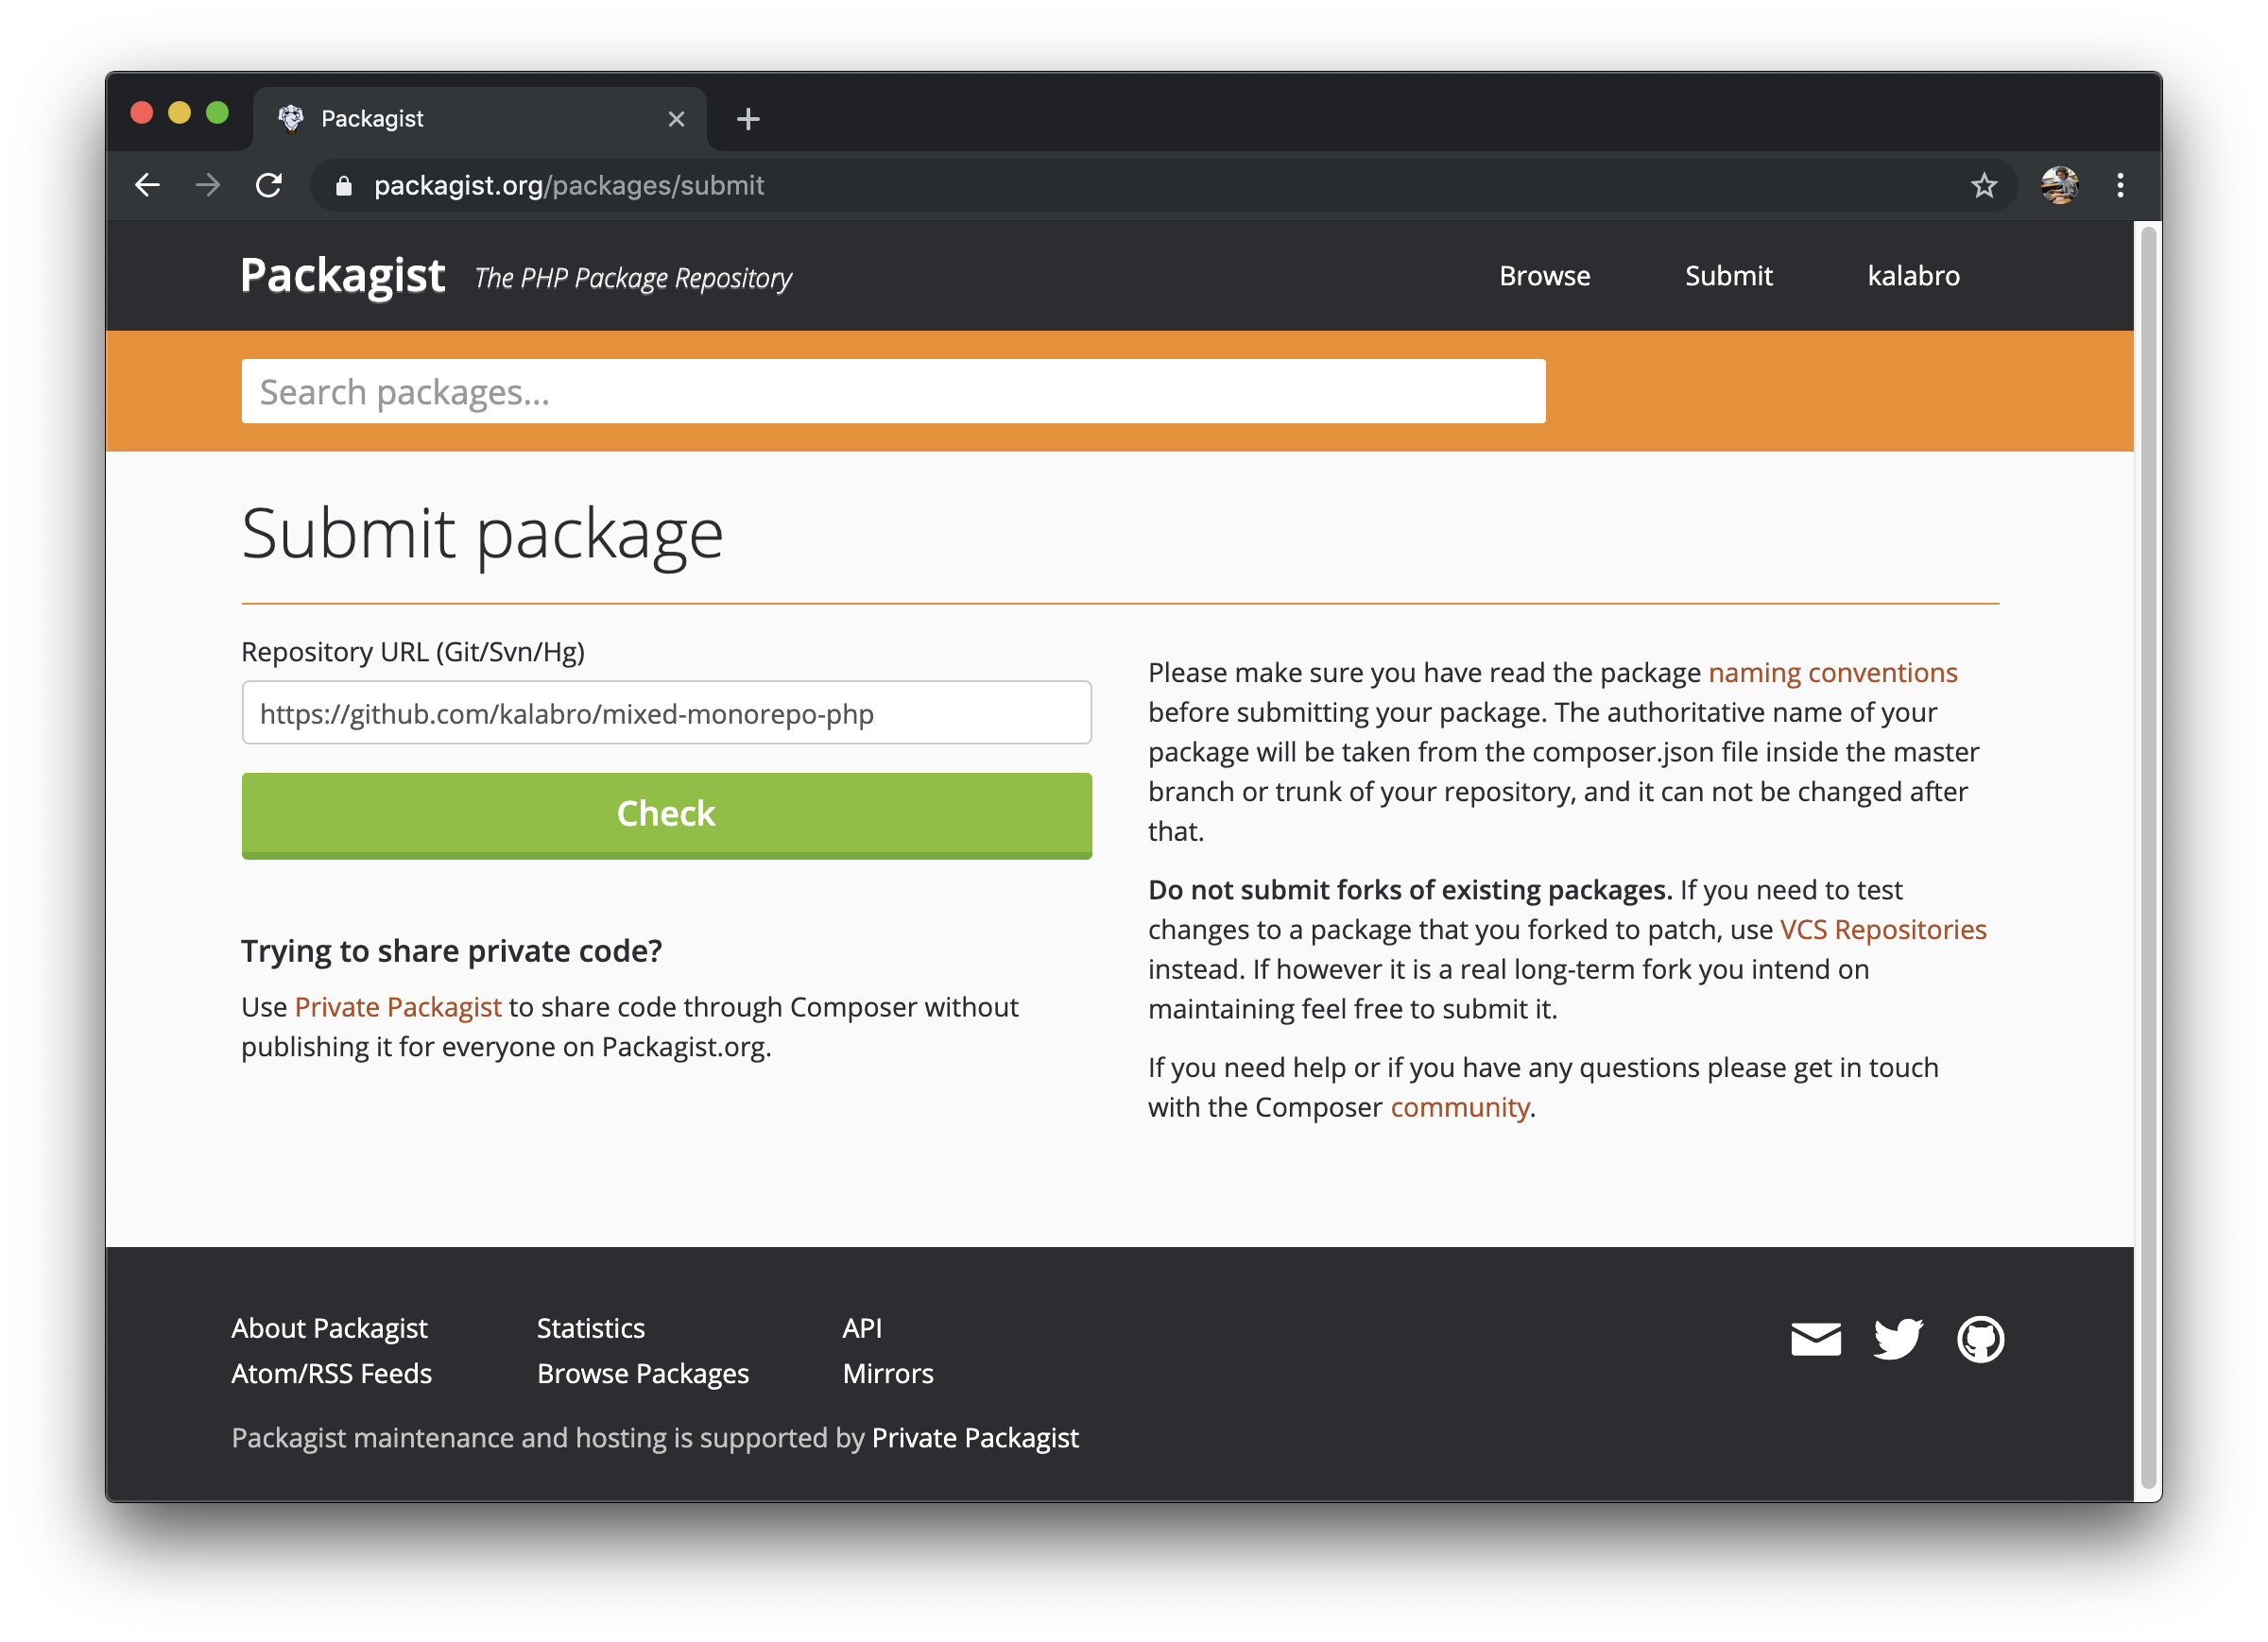 Packagist
packagist.org/packages/submit
Packagist The PHP Package Repository Browse Submit kalabro
Search packages...
Submit package
Repository URL (Git/Svn/Hg)
https://github.com/kalabro/mixed-monorepo-php
Check
Trying to share private code?
Use Private Packagist to share code through Composer without
publishing it for everyone on Packagist.org.
Please make sure you have read the package naming conventions
before submitting your package. The authoritative name of your
package will be taken from the composer.json file inside the master
branch or trunk of your repository, and it can not be changed after
that.
Do not submit forks of existing packages. If you need to test
changes to a package that you forked to patch, use VCS Repositories
instead. If however it is a real long-term fork you intend on
maintaining feel free to submit it.
If you need help or if you have any questions please get in touch
with the Composer community.
About Packagist Statistics API
Atom/RSS Feeds Browse Packages Mirrors
Packagist maintenance and hosting is supported by Private Packagist